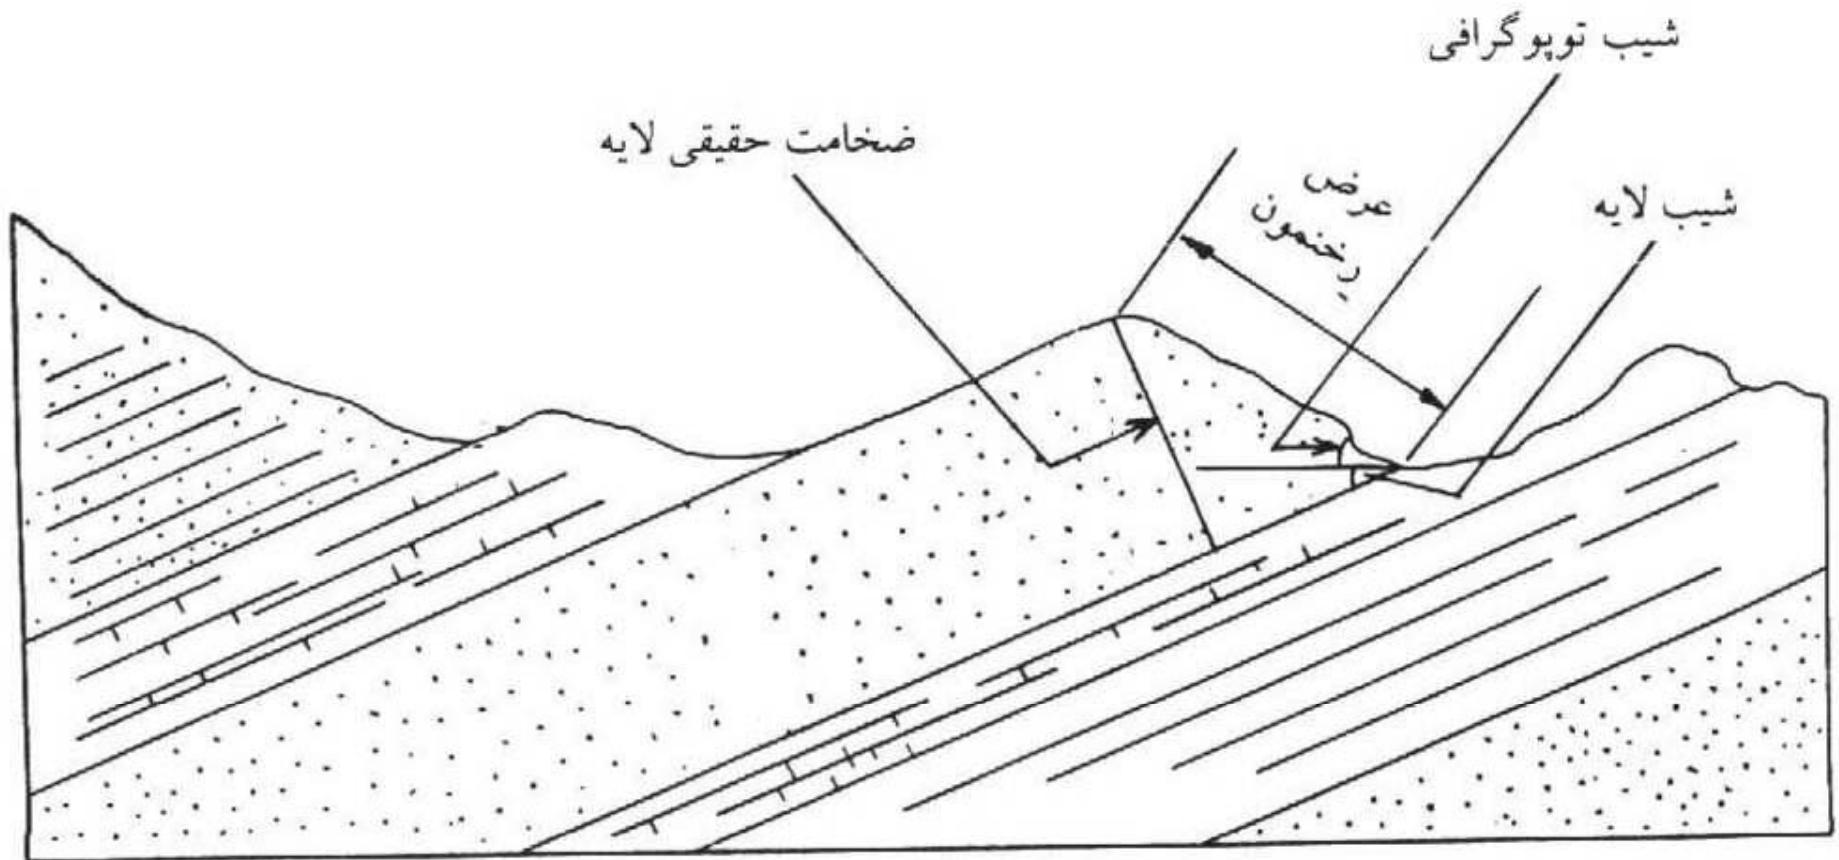 شیب توپوگرافی
ضخامت حقیقی لایه
عرض
رخنمون
شیب لایه